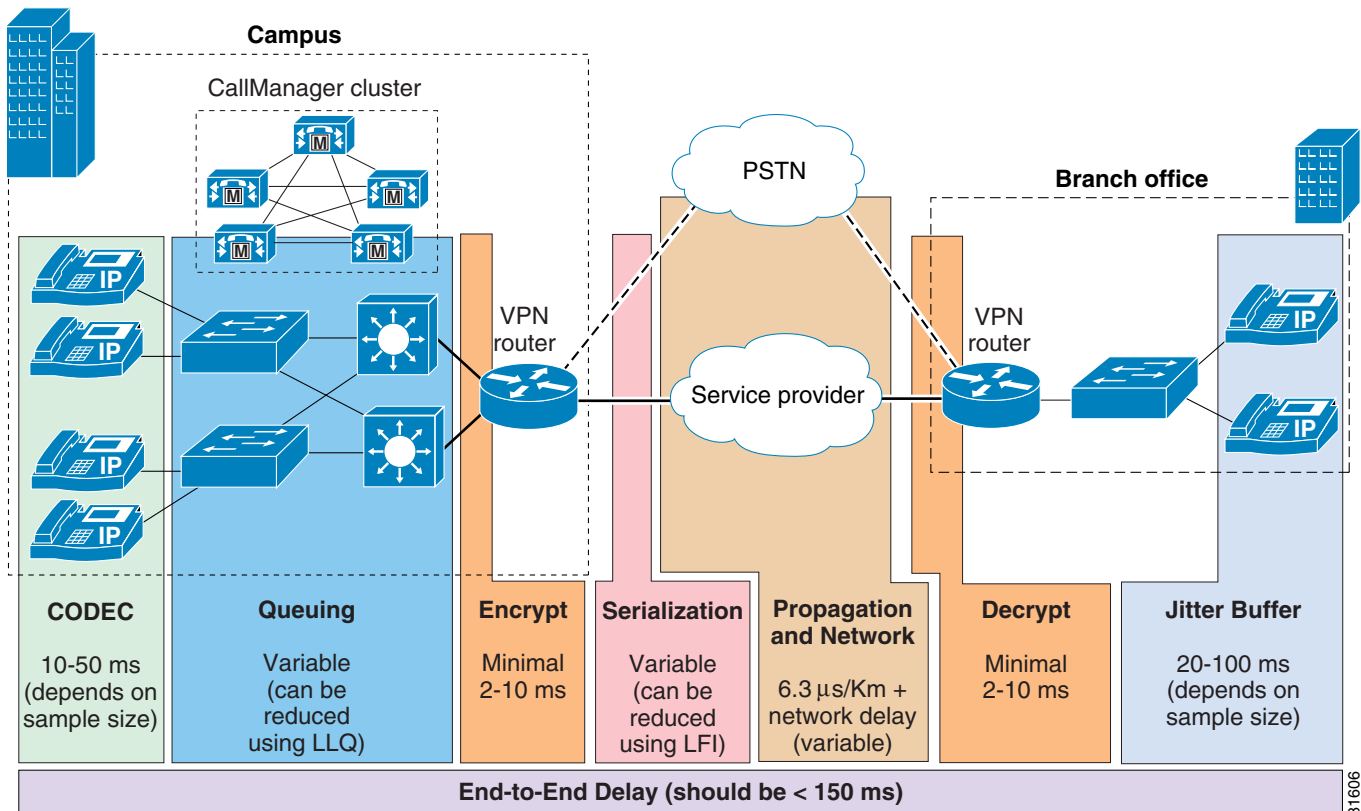 Campus
CallManager cluster
M
M
M
M
M
PSTN
Branch office
IP
IP
IP
IP
VPN
router
Service provider
VPN
router
IP
IP
CODEC
10-50 ms
(depends on
sample size)
Queuing
Variable
(can be
reduced
using LLQ)
Encrypt
Minimal
2-10 ms
Serialization
Variable
(can be
reduced
using LFI)
Propagation
and Network
6.3 μs/Km +
network delay
(variable)
Decrypt
Minimal
2-10 ms
Jitter Buffer
20-100 ms
(depends on
sample size)
End-to-End Delay (should be < 150 ms)